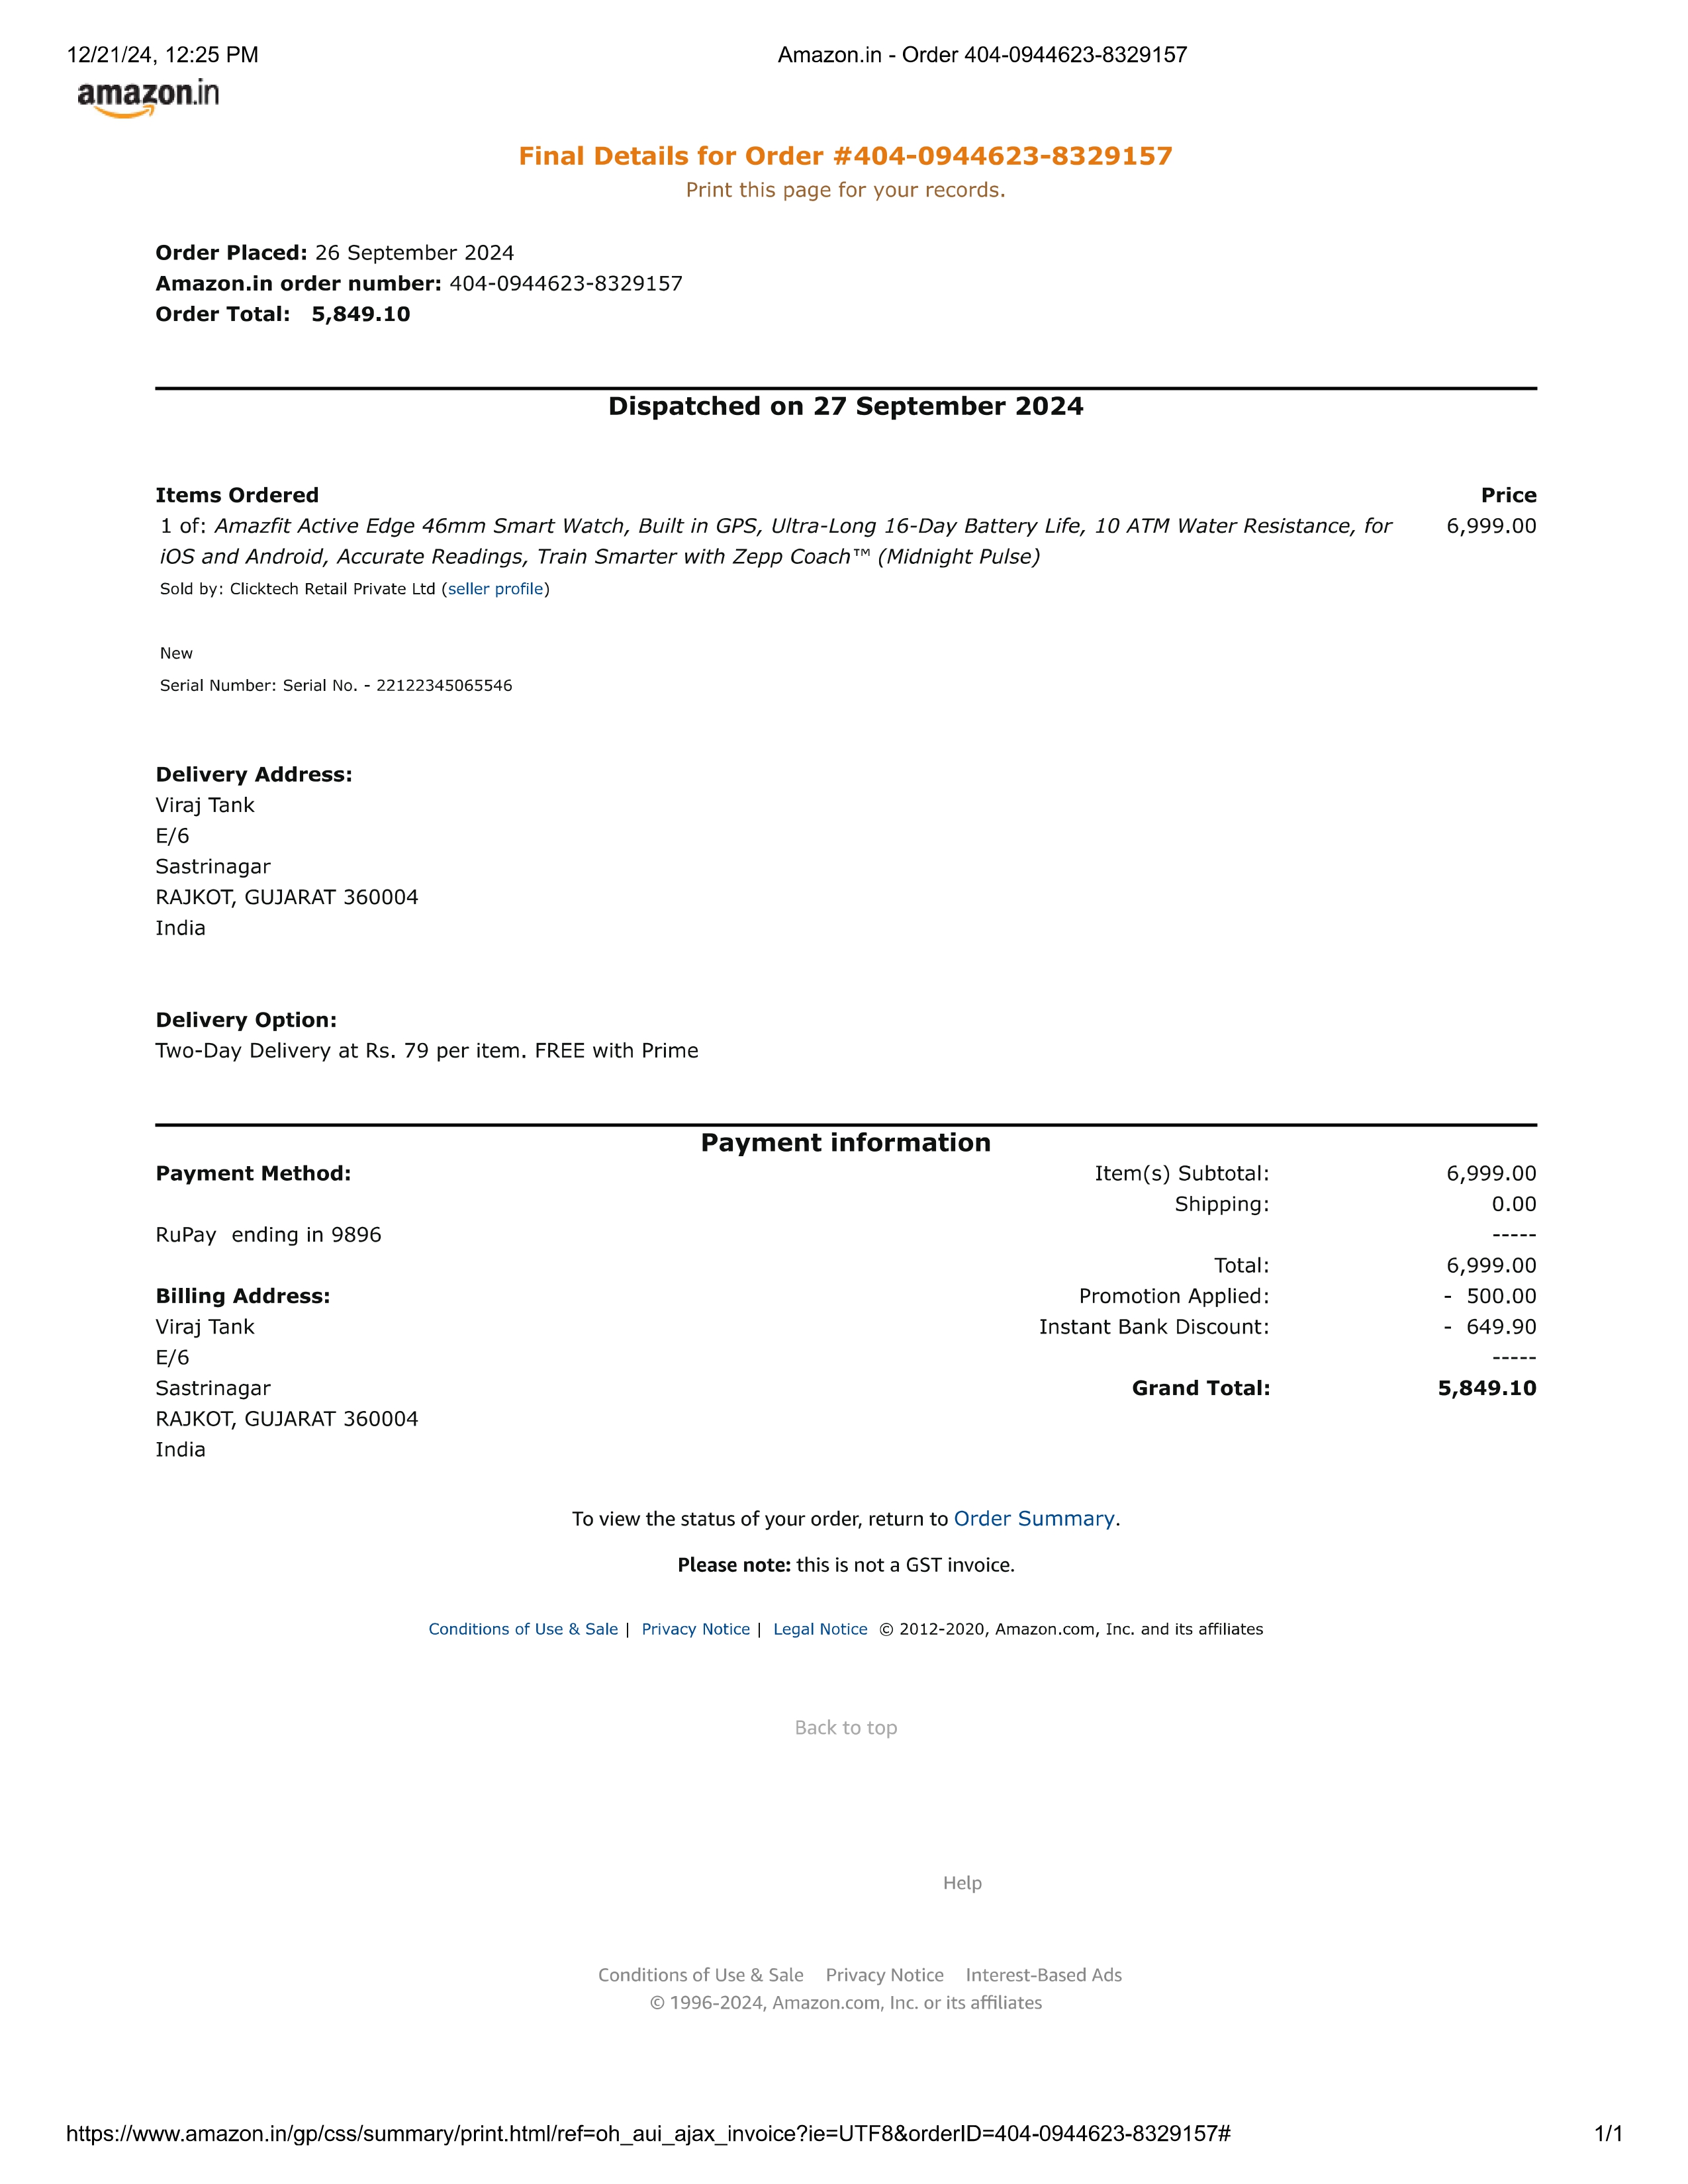 12/21/24, 12:25 PM Amazon.in - Order 404-0944623-8329157
amazon.in
Final Details for Order #404-0944623-8329157
Print this page for your records.
Order Placed: 26 September 2024
Amazon.in order number: 404-0944623-8329157
Order Total: 5,849.10
Dispatched on 27 September 2024
Items Ordered Price
1 of: Amazfit Active Edge 46mm Smart Watch, Built in GPS, Ultra-Long 16-Day Battery Life, 10 ATM Water Resistance, for 6,999.00
iOS and Android, Accurate Readings, Train Smarter with Zepp Coach™ (Midnight Pulse)
Sold by: Clicktech Retail Private Ltd (seller profile)
New
Serial Number: Serial No. - 22122345065546
Delivery Address:
Viraj Tank
E/6
Sastrinagar
RAJKOT, GUJARAT 360004
India
Delivery Option:
Two-Day Delivery at Rs. 79 per item. FREE with Prime
Payment information
Payment Method: Item(s) Subtotal: 6,999.00
Shipping: 0.00
RuPay ending in 9896 -----
Total: 6,999.00
Billing Address: Promotion Applied: - 500.00
Viraj Tank Instant Bank Discount: - 649.90
E/6 -----
Sastrinagar Grand Total: 5,849.10
RAJKOT, GUJARAT 360004
India
To view the status of your order, return to Order Summary.
Please note: this is not a GST invoice.
Conditions of Use & Sale | Privacy Notice | Legal Notice © 2012-2020, Amazon.com, Inc. and its affiliates
Back to top
Help
Conditions of Use & Sale Privacy Notice Interest-Based Ads
© 1996-2024, Amazon.com, Inc. or its affiliates
https://www.amazon.in/gp/css/summary/print.html/ref=oh_aui_ajax_invoice?ie=UTF8&orderID=404-0944623-8329157# 1/1